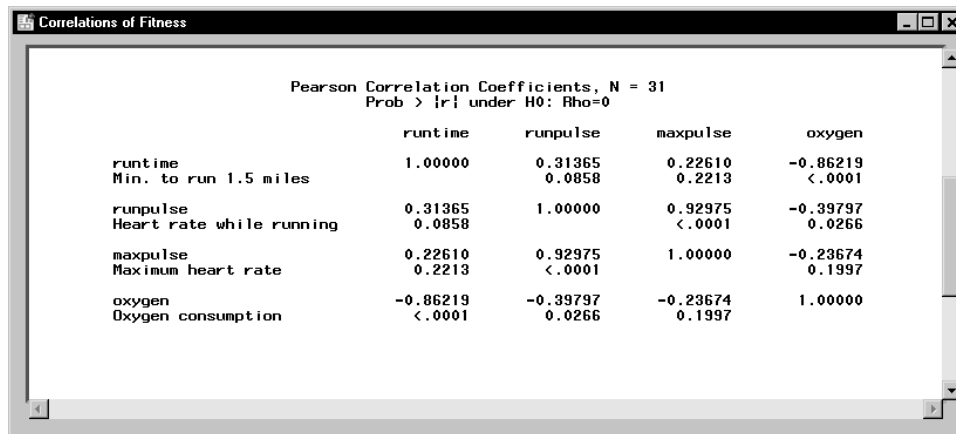 Correlations of Fitness
Pearson Correlation Coefficients, N = 31
Prob > |r| under H0: Rho=0
runtime runpulse maxpulse oxygen
runtime 1.00000 0.31365 0.22610 -0.86219
Min. to run 1.5 miles 0.0858 0.2213 <.0001
runpulse 0.31365 1.00000 0.92975 -0.39797
Heart rate while running 0.0858 <.0001 0.0266
maxpulse 0.22610 0.92975 1.00000 -0.23674
Maximum heart rate 0.2213 <.0001 0.1997
oxygen -0.86219 -0.39797 -0.23674 1.00000
Oxygen consumption <.0001 0.0266 0.1997